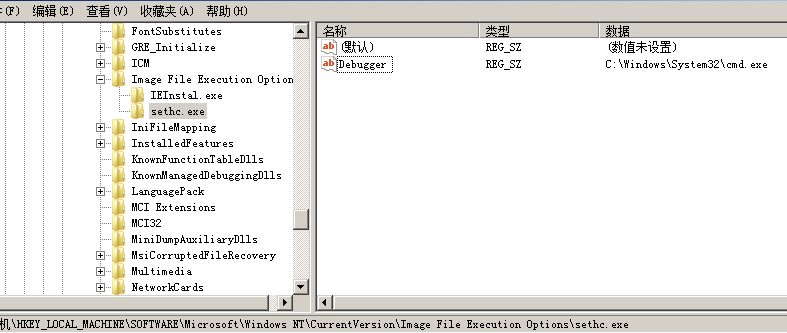 (F) 编辑(E) 查看(V) 收藏夹(A) 帮助(H)
FontSubstitutes
GRE_Initialize
ICM
Image File Execution Option
IEInstal.exe
sethc.exe
IniFileMapping
InstalledFeatures
KnownFunctionTableDlls
KnownManagedDebuggingDlls
LanguagePack
MCI Extensions
MCI32
MiniDumpAuxiliaryDlls
MsiCorruptedFileRecovery
Multimedia
NetworkCards
名称 类型 数据
ab (默认) REG_SZ (数值未设置)
ab Debugger REG_SZ C:\Windows\System32\cmd.exe
机\HKEY_LOCAL_MACHINE\SOFTWARE\Microsoft\Windows NT\CurrentVersion\Image File Execution Options\sethc.exe